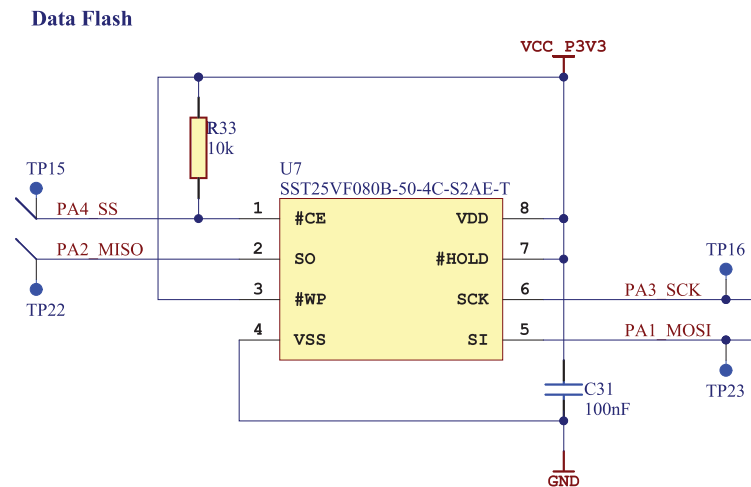 Data Flash
VCC_P3V3
R33
10k
U7
SST25VF080B-50-4C-S2AE-T
TP15
PA4_SS
1
#CE
VDD
8
PA2_MISO
2
SO
#HOLD
7
TP16
TP22
3
#WP
SCK
6
PA3_SCK
4
VSS
SI
5
PA1_MOSI
TP23
C31
100nF
GND